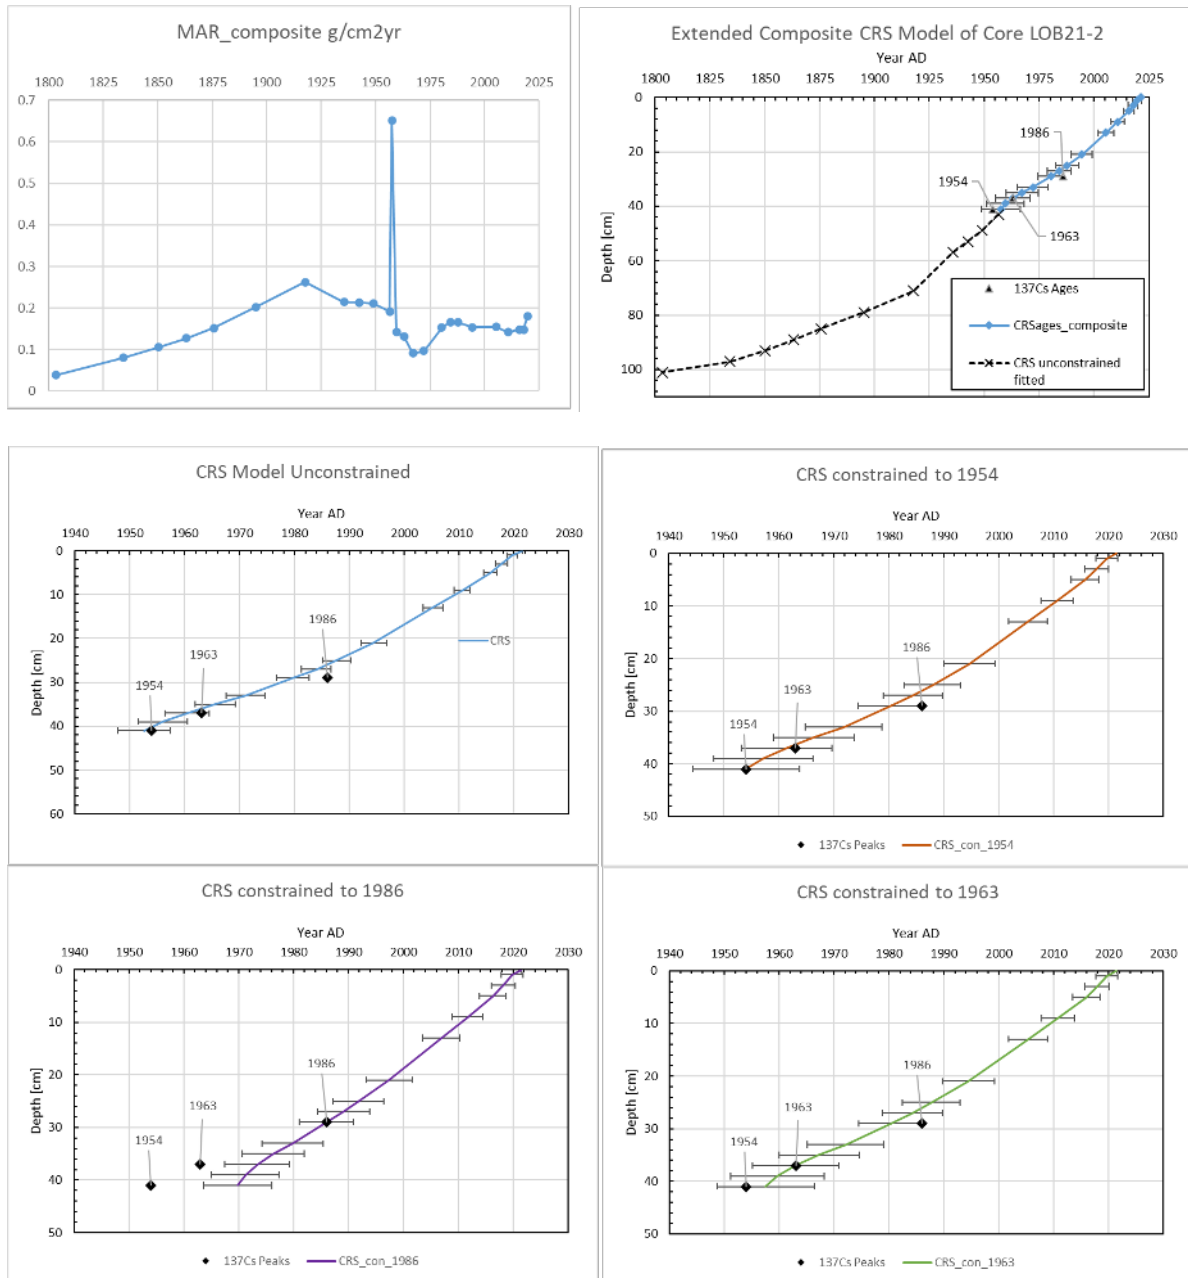 MAR_composite g/cm2yr
1800 1825 1850 1875 1900 1925 1950 1975 2000 2025
0.7
0.6
0.5
0.4
0.3
0.2
0.1
0
Extended Composite CRS Model of Core LOB21-2
Year AD
1800 1825 1850 1875 1900 1925 1950 1975 2000 2025
0
20
40
60
80
100
Depth [cm]
1986
1954
1963
137Cs Ages
CRSages_composite
CRS unconstrained
fitted
CRS Model Unconstrained
Year AD
1940 1950 1960 1970 1980 1990 2000 2010 2020 2030
0
10
20
30
40
50
60
Depth [cm]
1986
1963
1954
CRS
CRS constrained to 1954
Year AD
1940 1950 1960 1970 1980 1990 2000 2010 2020 2030
0
10
20
30
40
50
Depth [cm]
1986
1963
1954
137Cs Peaks CRS_con_1954
CRS constrained to 1986
Year AD
1940 1950 1960 1970 1980 1990 2000 2010 2020 2030
0
10
20
30
40
50
Depth [cm]
1986
1963
1954
137Cs Peaks CRS_con_1986
CRS constrained to 1963
Year AD
1940 1950 1960 1970 1980 1990 2000 2010 2020 2030
0
10
20
30
40
50
Depth [cm]
1986
1963
1954
137Cs Peaks CRS_con_1963